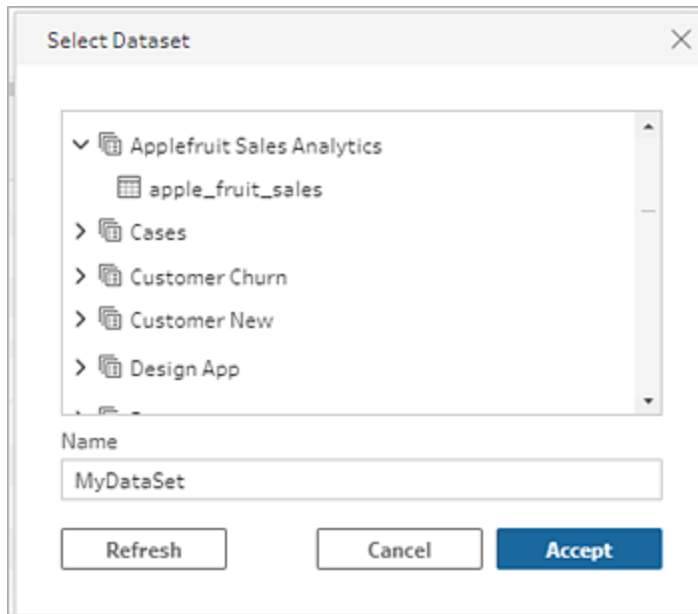 Select Dataset
Applefruit Sales Analytics
apple_fruit_sales
Cases
Customer Churn
Customer New
Design App
Name
MyDataSet
Refresh
Cancel
Accept